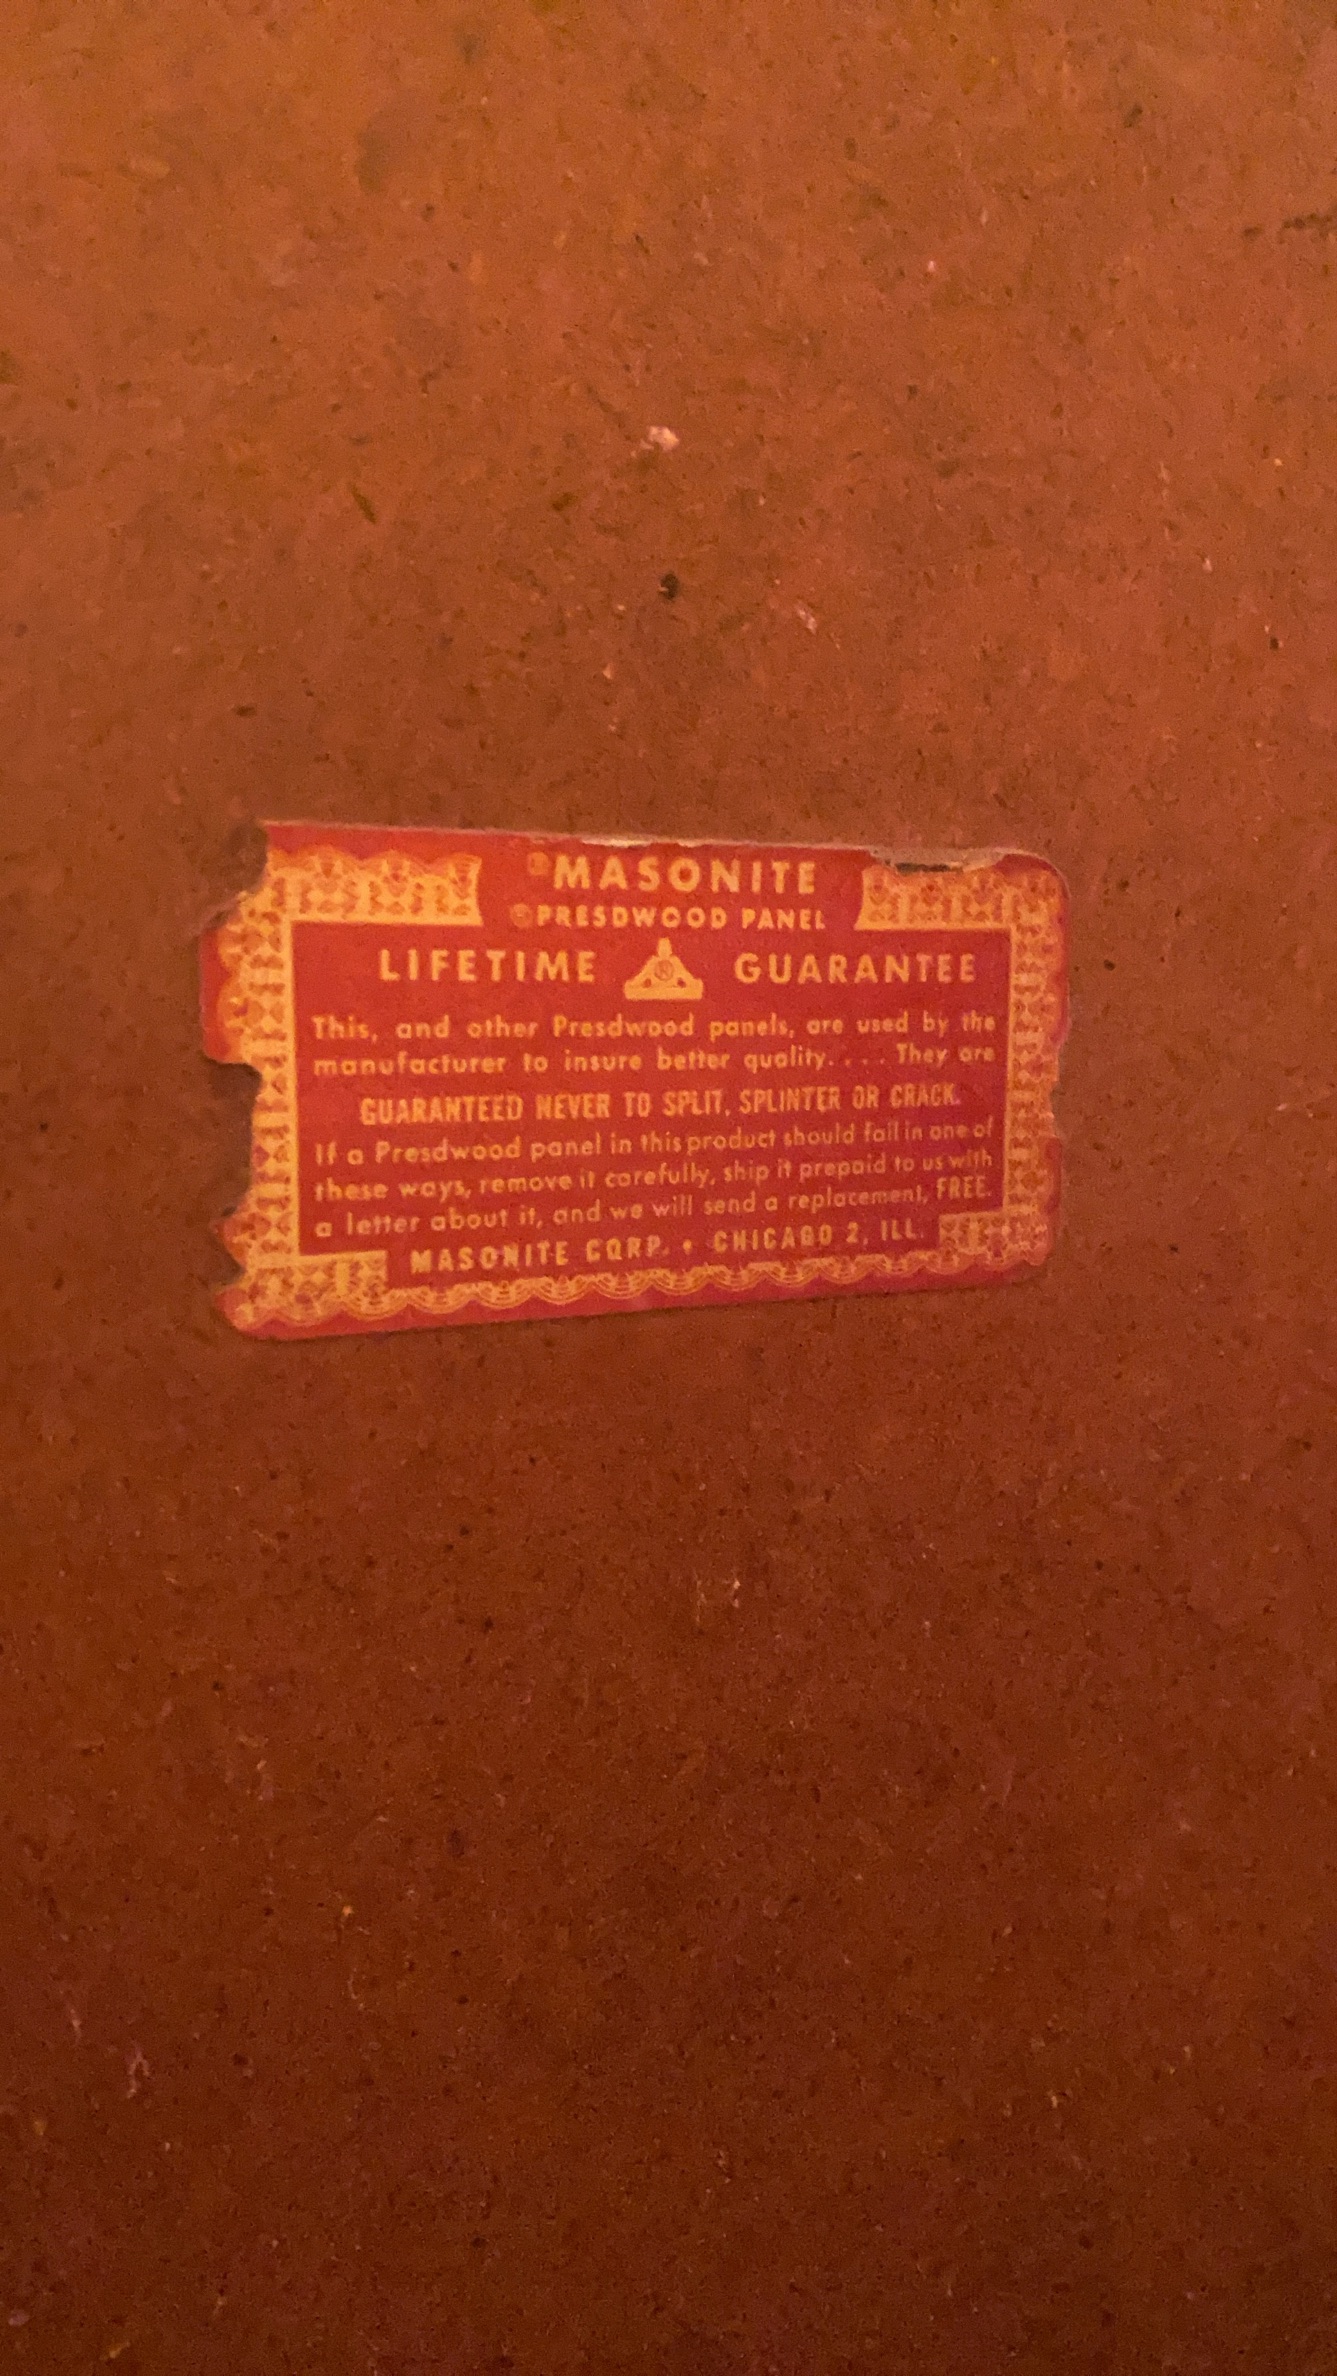 ®MASONITE
®PRESDWOOD PANEL
LIFETIME ® GUARANTEE
This, and other Presdwood panels, are used by the
manufacturer to insure better quality. . . . They are
GUARANTEED NEVER TO SPLIT, SPLINTER OR CRACK.
If a Presdwood panel in this product should fail in one of
these ways, remove it carefully, ship it prepaid to us with
a letter about it, and we will send a replacement, FREE.
MASONITE CORP. • CHICAGO 2, ILL.